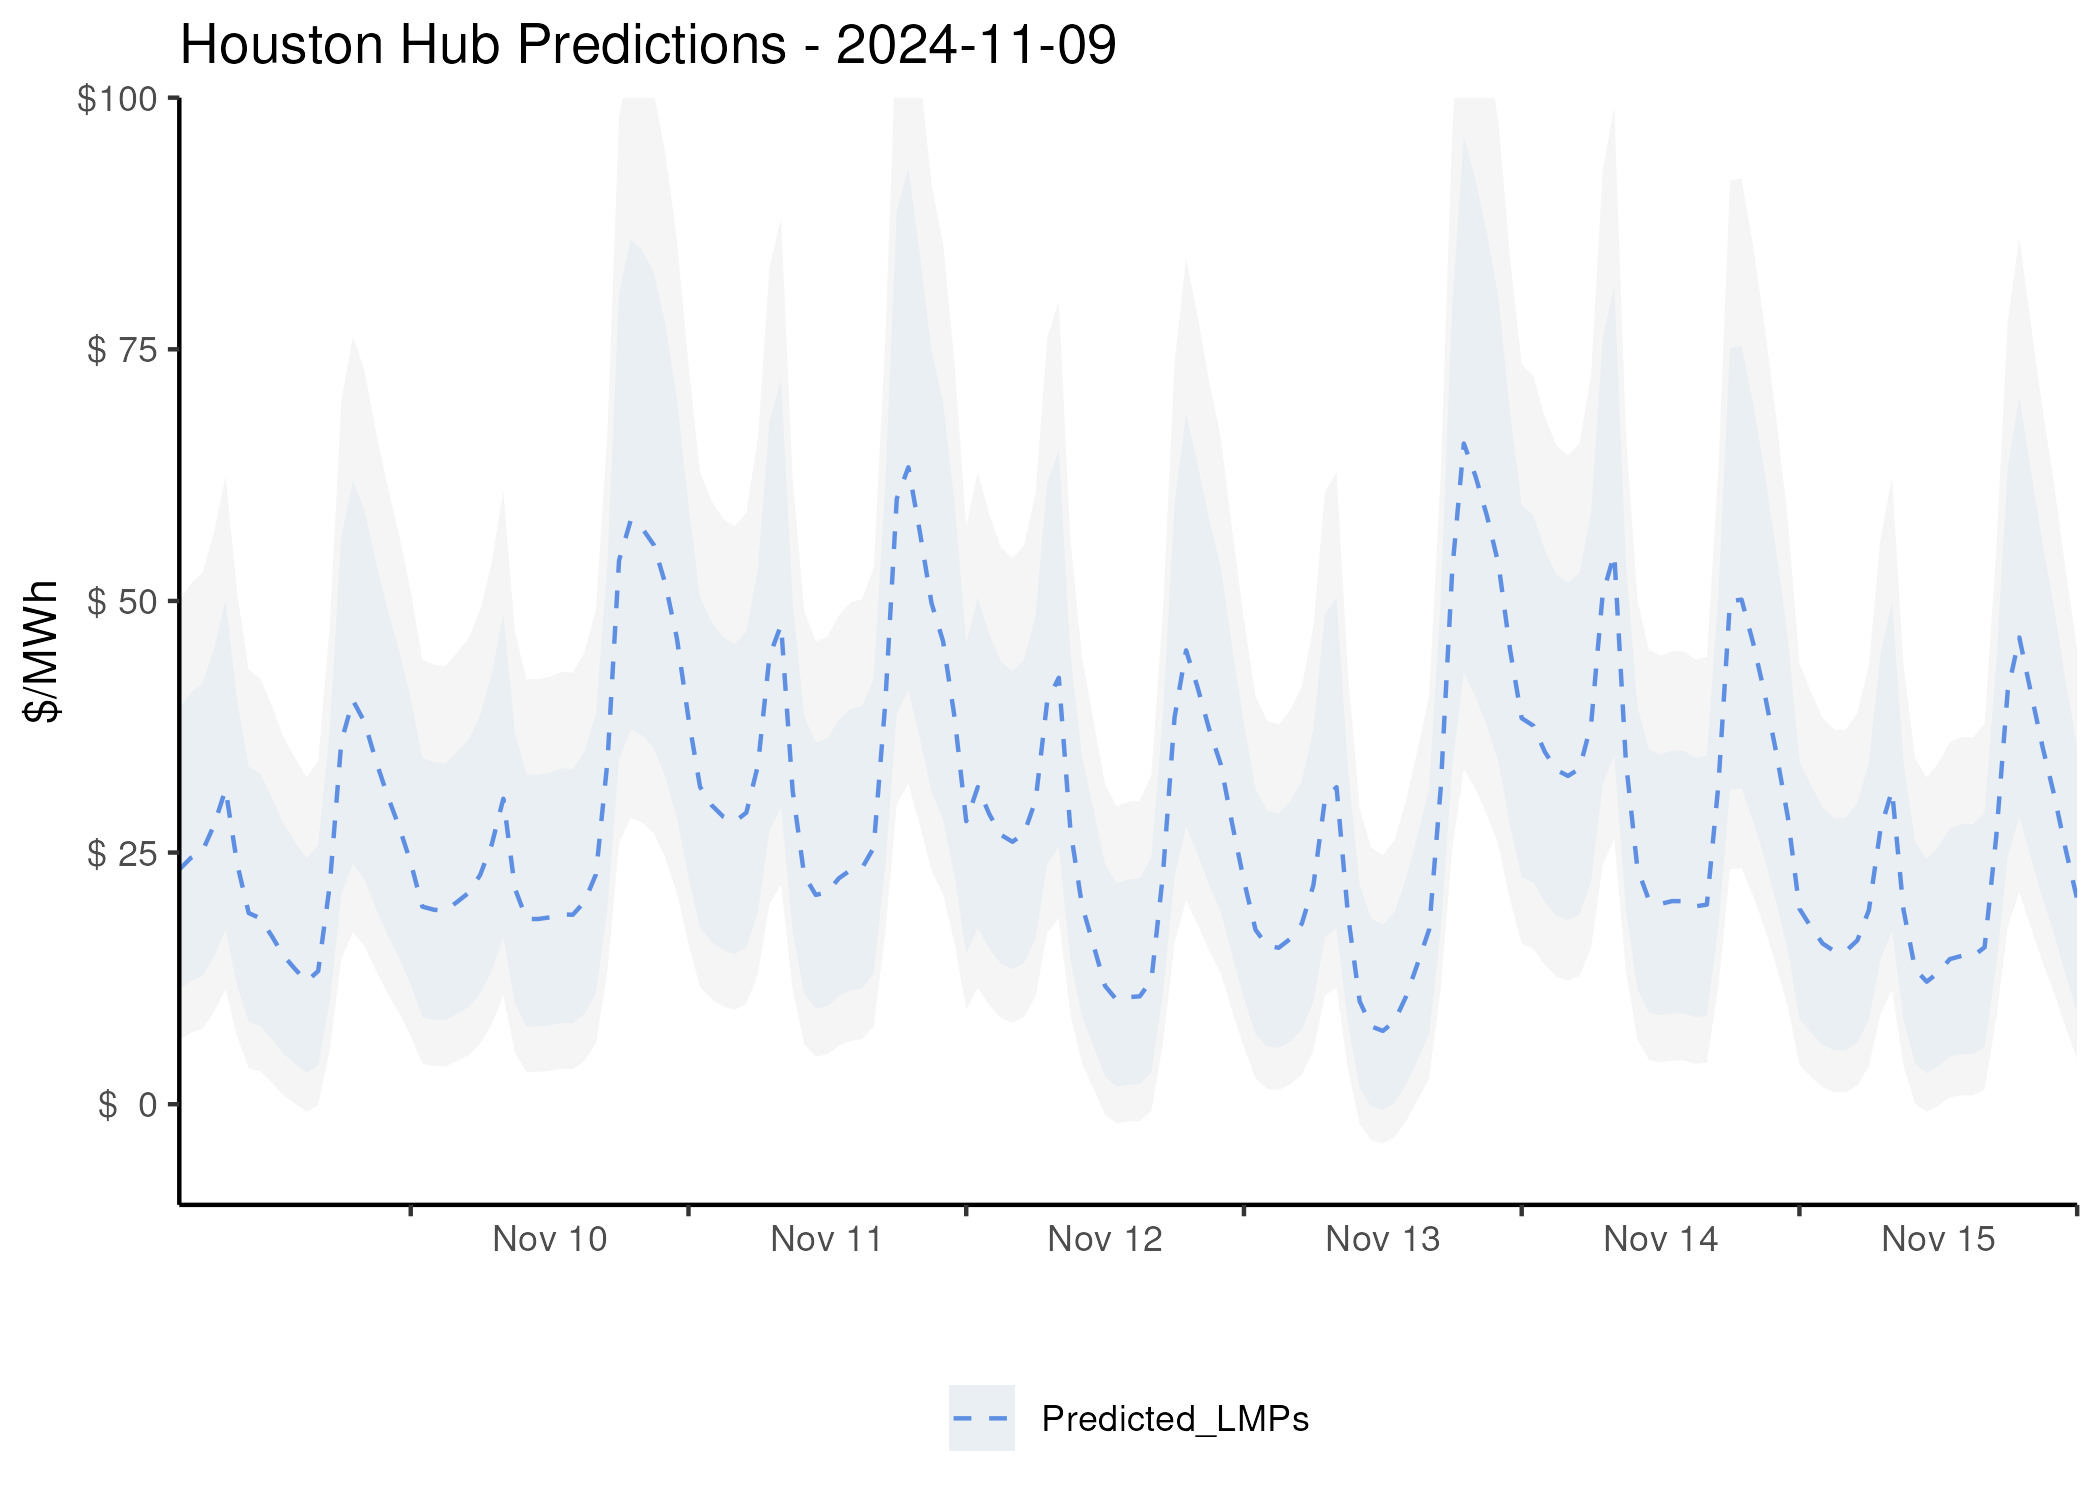 Houston Hub Predictions - 2024-11-09
$100
$ 75
$ 50
$ 25
$ 0
$/MWh
Nov 10 Nov 11 Nov 12 Nov 13 Nov 14 Nov 15
Predicted_LMPs